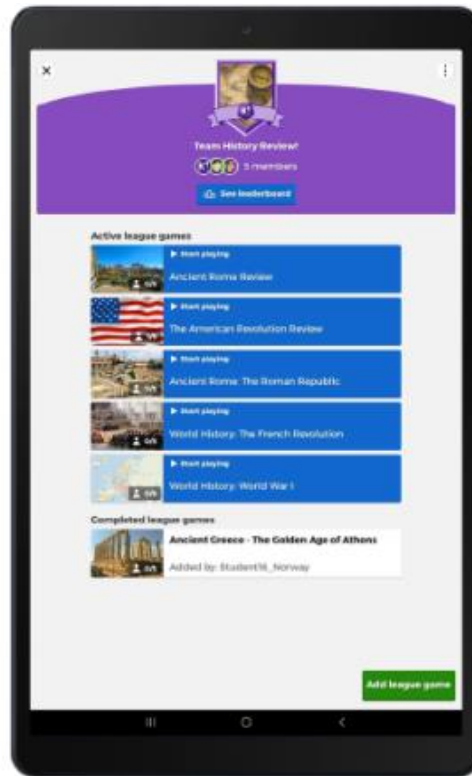 Team History Review!
5 members
See leaderboard
Active league games
Start playing
Ancient Rome Review
Start playing
The American Revolution Review
Start playing
Ancient Rome: The Roman Republic
Start playing
World History: The French Revolution
Start playing
World History: World War I
Completed league games
Ancient Greece - The Golden Age of Athens
Added by: Student16_Norway
Add league game